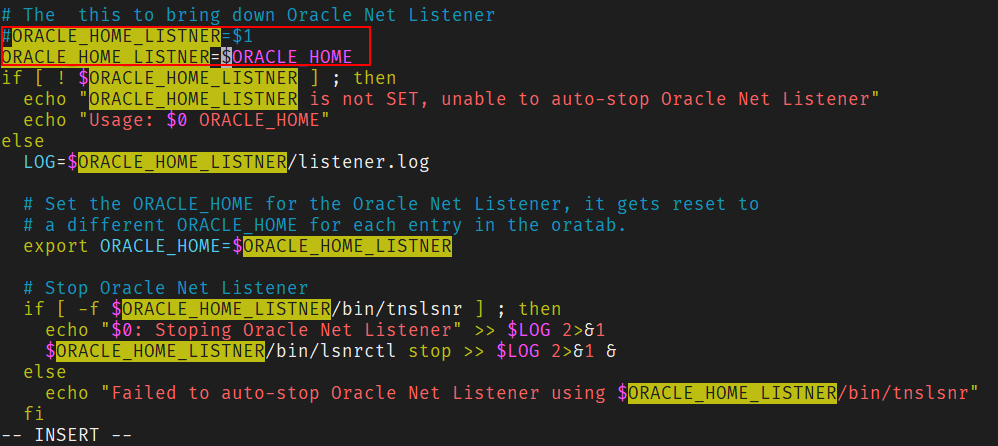 # The  this to bring down Oracle Net Listener
#ORACLE_HOME_LISTNER=$1
ORACLE_HOME_LISTNER=$ORACLE_HOME
if [ ! $ORACLE_HOME_LISTNER ] ; then
  echo "ORACLE_HOME_LISTNER is not SET, unable to auto-stop Oracle Net Listener"
  echo "Usage: $0 ORACLE_HOME"
else
  LOG=$ORACLE_HOME_LISTNER/listener.log

  # Set the ORACLE_HOME for the Oracle Net Listener, it gets reset to
  # a different ORACLE_HOME for each entry in the oratab.
  export ORACLE_HOME=$ORACLE_HOME_LISTNER

  # Stop Oracle Net Listener
  if [ -f $ORACLE_HOME_LISTNER/bin/tnslsnr ] ; then
    echo "$0: Stoping Oracle Net Listener" >> $LOG 2>&1
    $ORACLE_HOME_LISTNER/bin/lsnrctl stop >> $LOG 2>&1 &
  else
    echo "Failed to auto-stop Oracle Net Listener using $ORACLE_HOME_LISTNER/bin/tnslsnr"
  fi
-- INSERT --